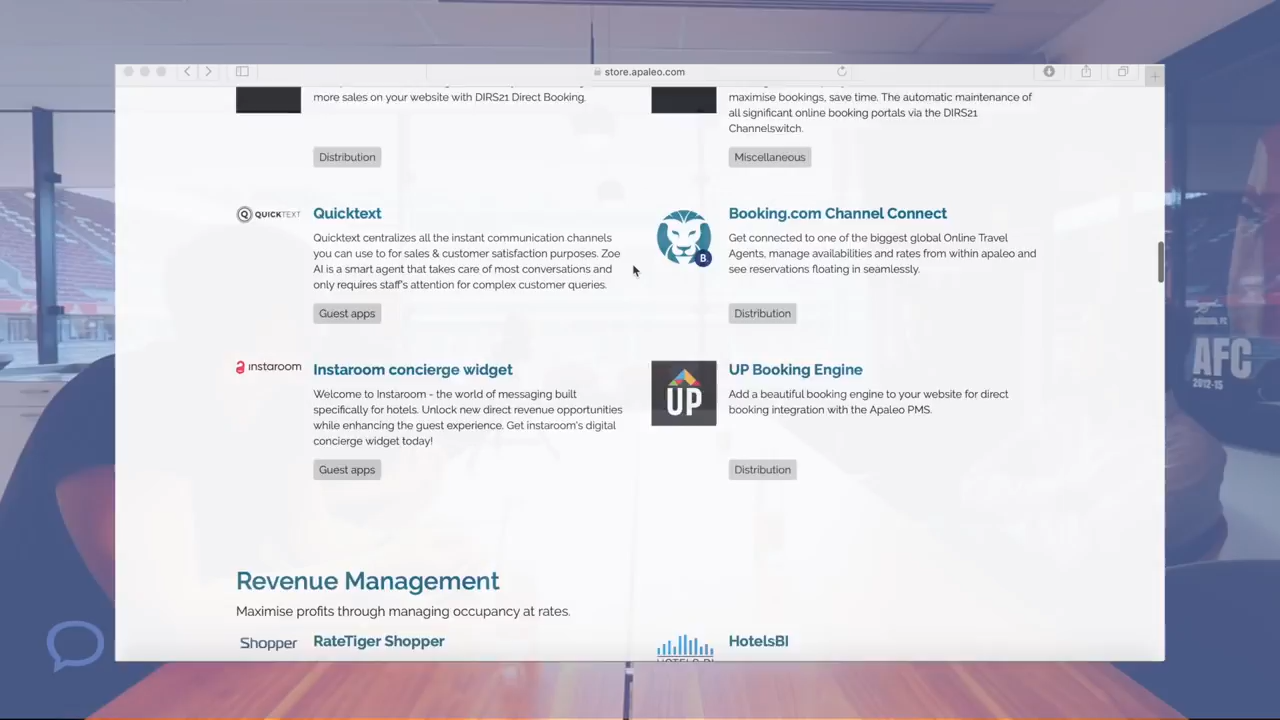 store.apaleo.com
more sales on your website with DIRS21 Direct Booking.
Distribution
maximise bookings, save time. The automatic maintenance of
all significant online booking portals via the DIRS21
Channelswitch.
Miscellaneous
QUICKTEXT
Quicktext
Quicktext centralizes all the instant communication channels
you can use to for sales & customer satisfaction purposes. Zoe
AI is a smart agent that takes care of most conversations and
only requires staff's attention for complex customer queries.
Guest apps
B
Booking.com Channel Connect
Get connected to one of the biggest global Online Travel
Agents, manage availabilities and rates from within apaleo and
see reservations floating in seamlessly.
Distribution
instaroom
Instaroom concierge widget
Welcome to Instaroom - the world of messaging built
specifically for hotels. Unlock new direct revenue opportunities
while enhancing the guest experience. Get instaroom's digital
concierge widget today!
Guest apps
UP
UP Booking Engine
Add a beautiful booking engine to your website for direct
booking integration with the Apaleo PMS.
Distribution
Revenue Management
Maximise profits through managing occupancy at rates.
Shopper
RateTiger Shopper
HOTELS BI
HotelsBI
AFC
2012-15